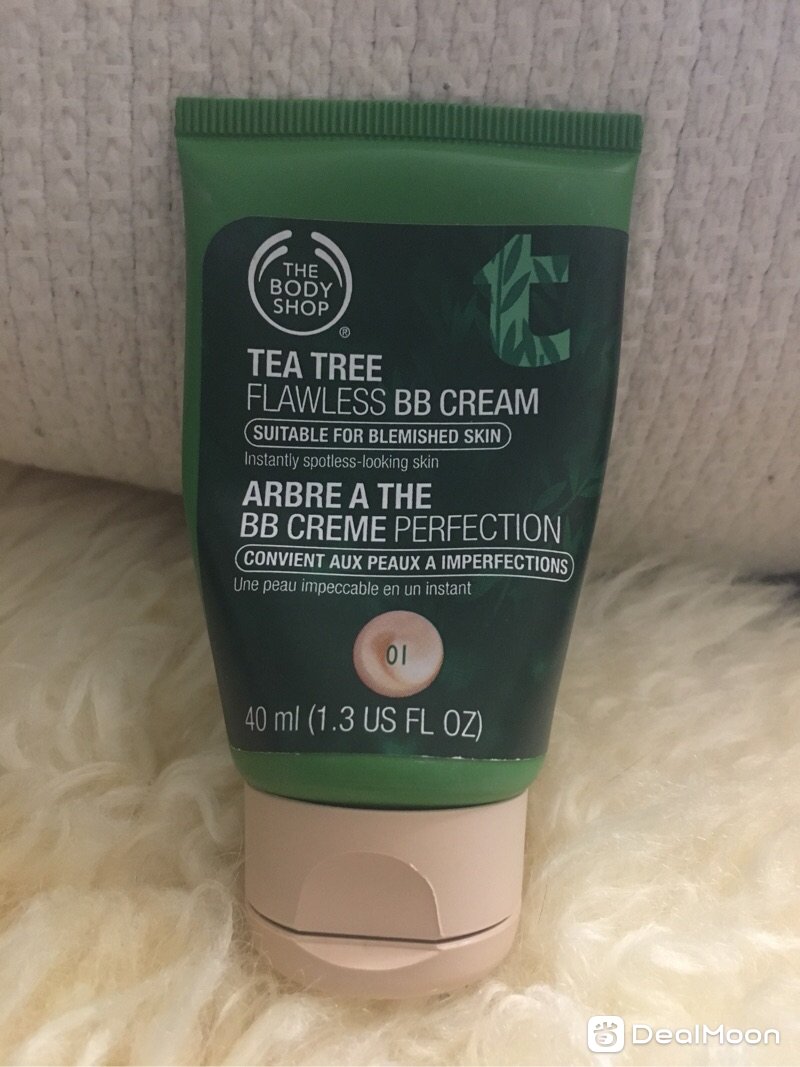 THE
BODY
SHOP
®
t
TEA TREE
FLAWLESS BB CREAM
SUITABLE FOR BLEMISHED SKIN
Instantly spotless-looking skin
ARBRE A THE
BB CREME PERFECTION
CONVIENT AUX PEAUX A IMPERFECTIONS
Une peau impeccable en un instant
01
40 ml (1.3 US FL OZ)
DealMoon